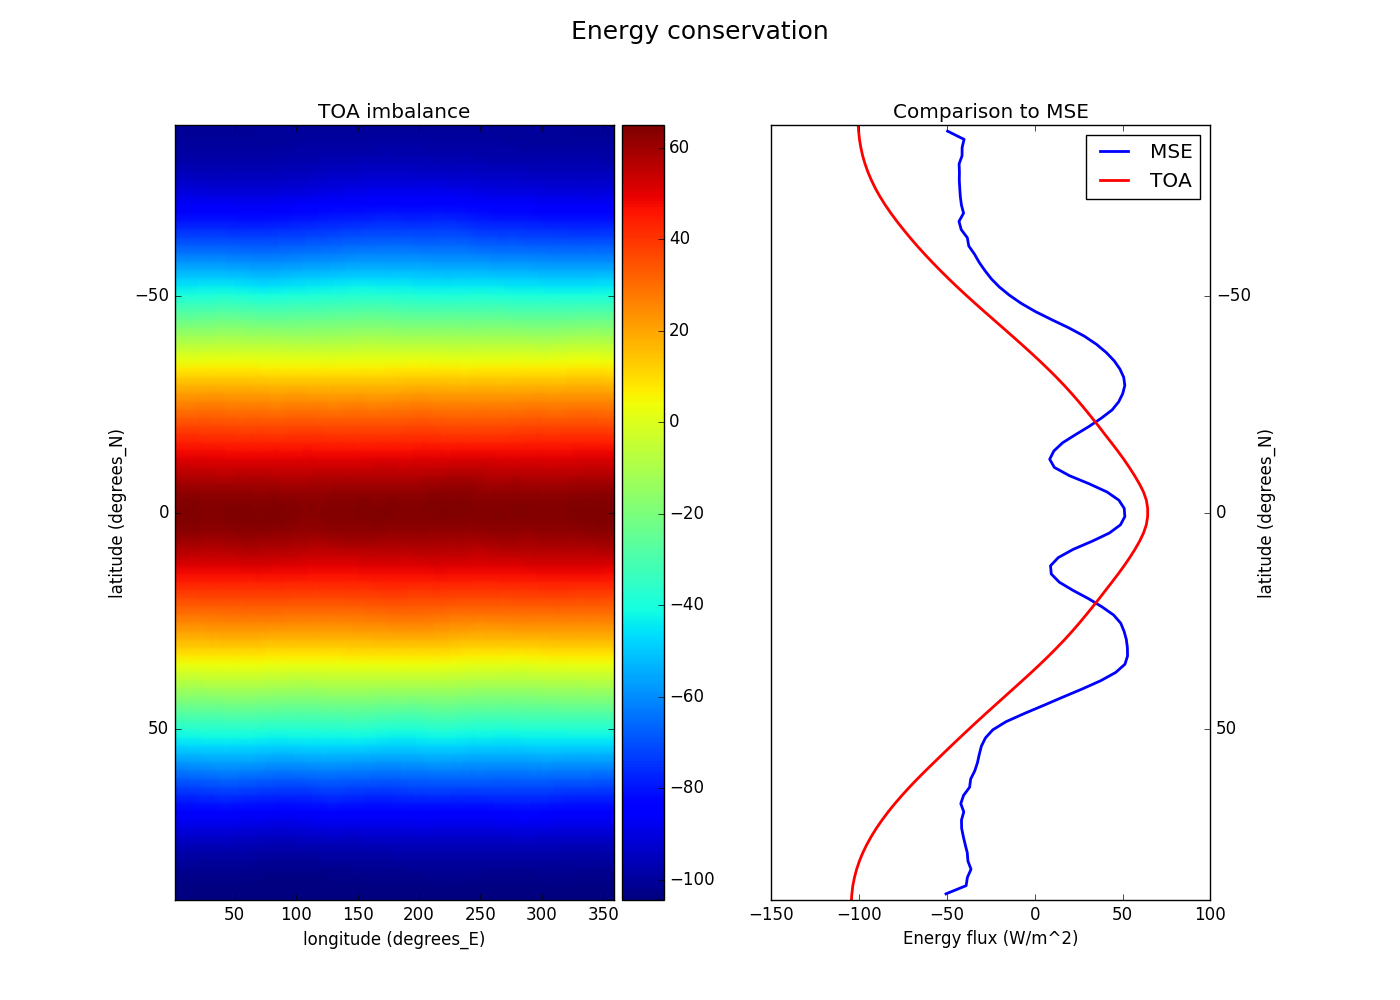 Energy conservation
TOA imbalance
−50
0
50
latitude (degrees_N)
50 100 150 200 250 300 350
longitude (degrees_E)
60
40
20
0
−20
−40
−60
−80
−100
Comparison to MSE
MSE
TOA
−50
0
50
latitude (degrees_N)
−150 −100 −50 0 50 100
Energy flux (W/m^2)